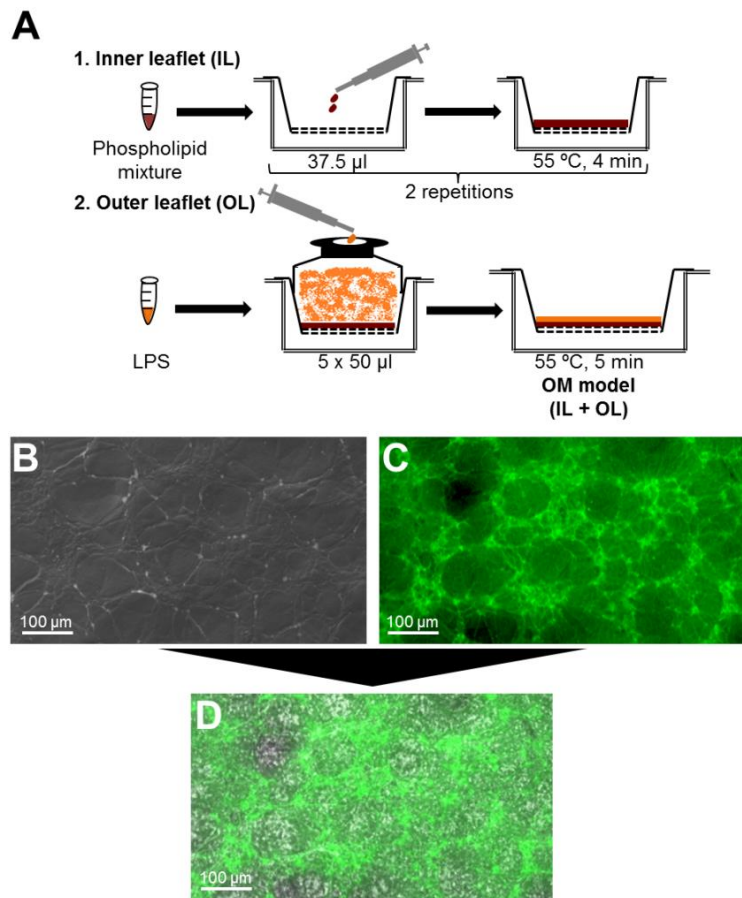 A
1. Inner leaflet (IL)
Phospholipid
mixture
37.5 µl
55 ºC, 4 min
2 repetitions
2. Outer leaflet (OL)
LPS
5 x 50 µl
55 ºC, 5 min
OM model
(IL + OL)
B
100 µm
C
100 µm
D
100 µm